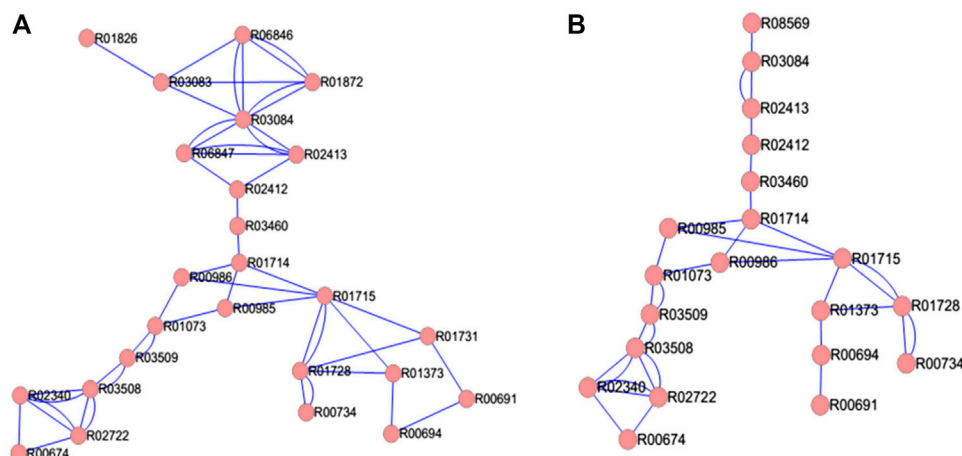 A
R01826
R06846
R03083
R01872
R03084
R06847
R02413
R02412
R03460
R01714
R00986
R01715
R00985
R01073
R01731
R03509
R01728
R01373
R03508
R02340
R00691
R00734
R02722
R00694
R00674
B
R08569
R03084
R02413
R02412
R03460
R01714
R00985
R01715
R00986
R01073
R01373
R01728
R03509
R03508
R00694
R00734
R02340
R02722
R00691
R00674